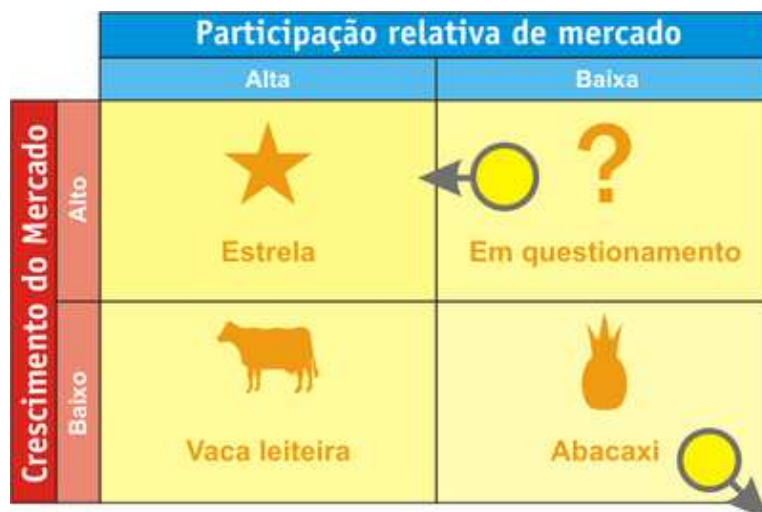 Participação relativa de mercado
Alta
Baixa
Crescimento do Mercado
Alto
Estrela
?
Em questionamento
Baixo
Vaca leiteira
Abacaxi